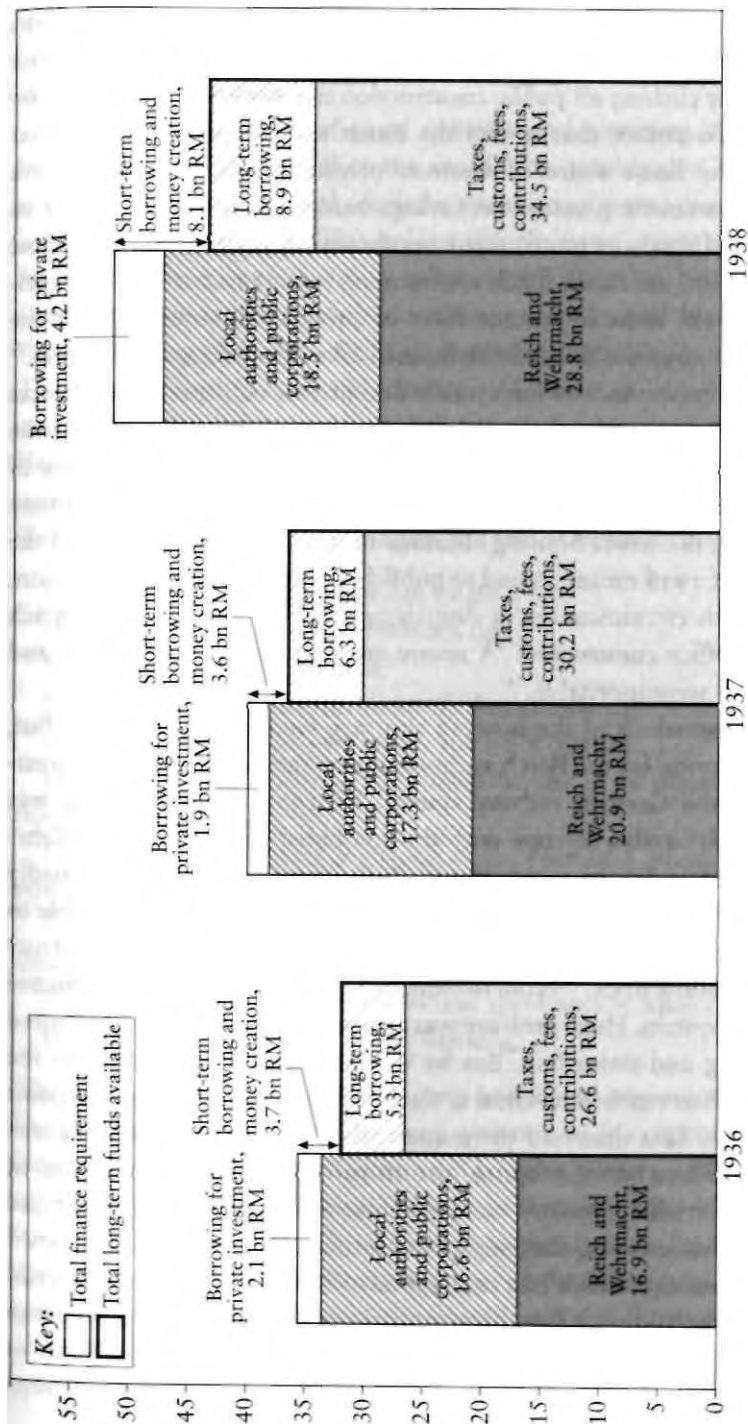 Key:
Total finance requirement
Total long-term funds available
55
50
45
40
35
30
25
20
15
10
5
0
Borrowing for
private investment,
2.1 bn RM
Short-term
borrowing and
money creation,
3.7 bn RM
Local
authorities
and public
corporations,
16.6 bn RM
Reich and
Wehrmacht,
16.9 bn RM
Long-term
borrowing,
5.3 bn RM
Taxes,
customs, fees,
contributions,
26.6 bn RM
1936
Borrowing for
private investment,
1.9 bn RM
Short-term
borrowing and
money creation,
3.6 bn RM
Local
authorities
and public
corporations,
17.3 bn RM
Reich and
Wehrmacht,
20.9 bn RM
Long-term
borrowing,
6.3 bn RM
Taxes,
customs, fees,
contributions,
30.2 bn RM
1937
Borrowing for private
investment, 4.2 bn RM
Short-term
borrowing and
money creation,
8.1 bn RM
Local
authorities
and public
corporations,
18.5 bn RM
Reich and
Wehrmacht,
28.8 bn RM
Long-term
borrowing,
8.9 bn RM
Taxes,
customs, fees,
contributions,
34.5 bn RM
1938